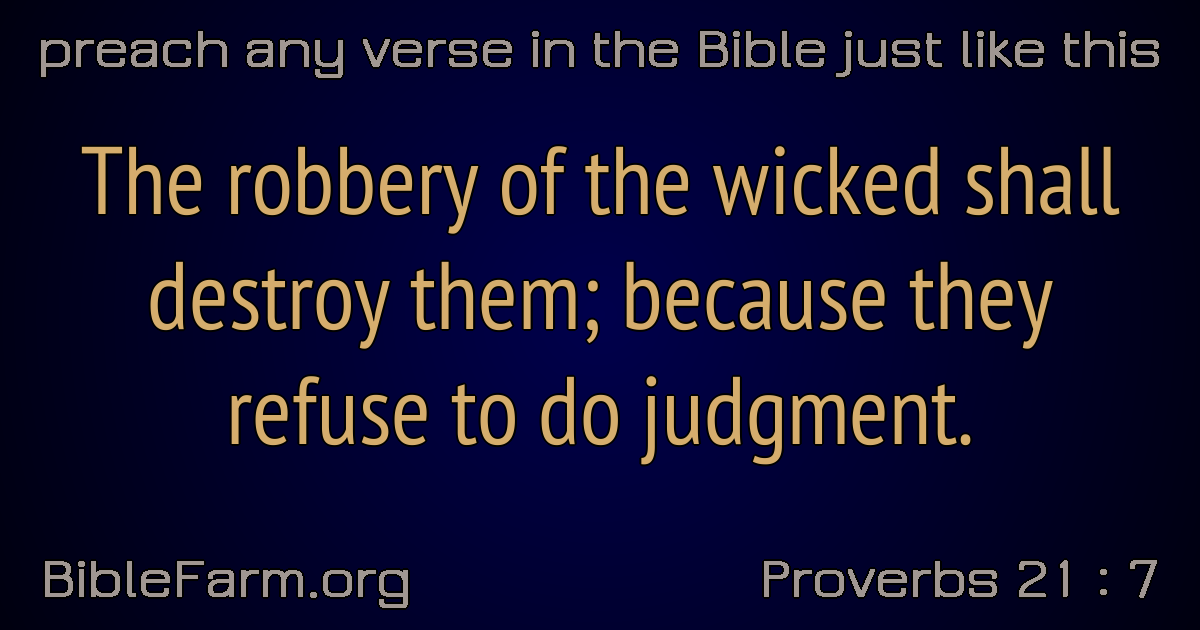 preach any verse in the Bible just like this
The robbery of the wicked shall
destroy them; because they
refuse to do judgment.
BibleFarm.org
Proverbs 21 : 7